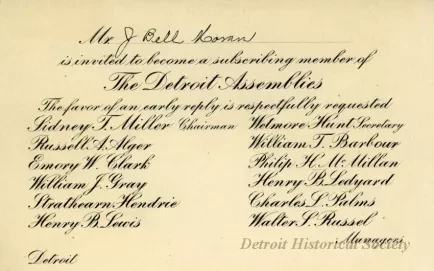 Mr. J Bell Moran
is invited to become a subscribing member of
The Detroit Assemblies
The favor of an early reply is respectfully requested
Sidney T. Miller Chairman Wetmore Hunt Secretary
Russell A. Alger William T. Barbour
Emory W. Clark Philip H. McMillan
William J. Gray Henry B. Ledyard
Strathearn Hendrie Charles L. Palms
Henry B. Lewis Walter S. Russel
Managers
Detroit
Detroit Historical Society